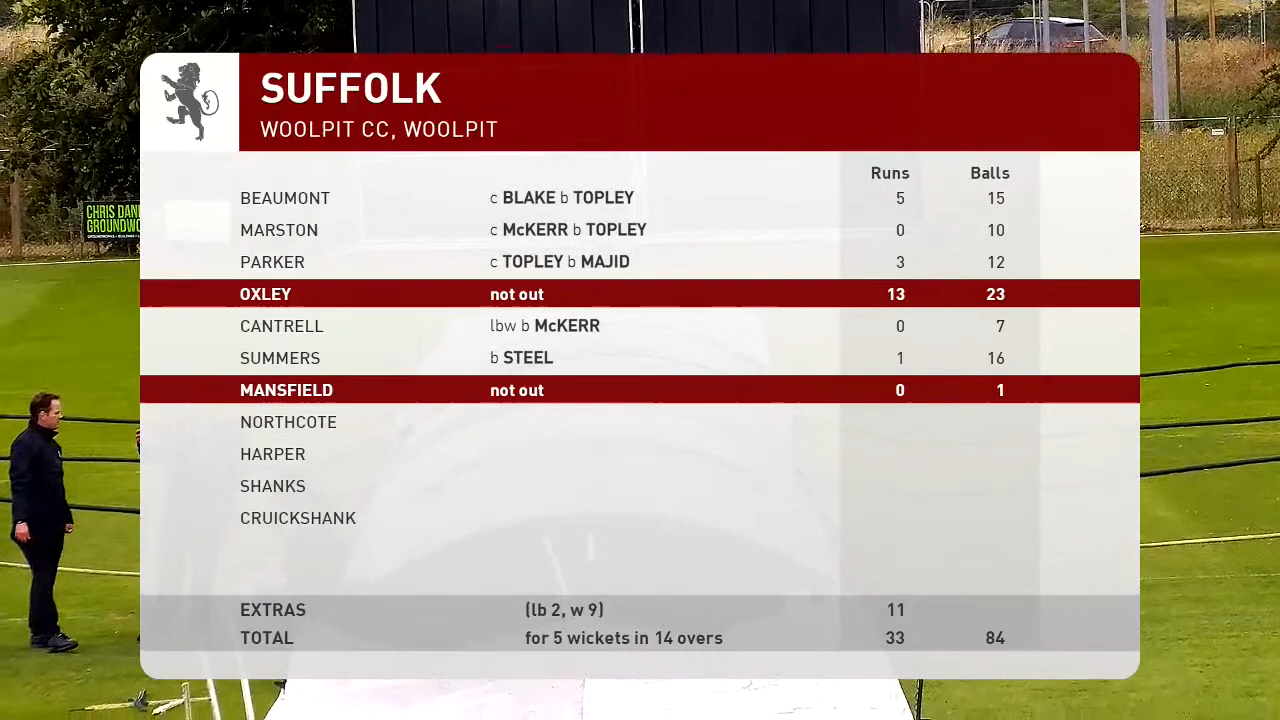 SUFFOLK
WOOLPIT CC, WOOLPIT
Runs Balls
BEAUMONT c BLAKE b TOPLEY 5 15
MARSTON c McKERR b TOPLEY 0 10
PARKER c TOPLEY b MAJID 3 12
OXLEY not out 13 23
CANTRELL lbw b McKERR 0 7
SUMMERS b STEEL 1 16
MANSFIELD not out 0 1
NORTHCOTE
HARPER
SHANKS
CRUICKSHANK
EXTRAS (lb 2, w 9) 11
TOTAL for 5 wickets in 14 overs 33 84
CHRIS DAN
GROUNDWO